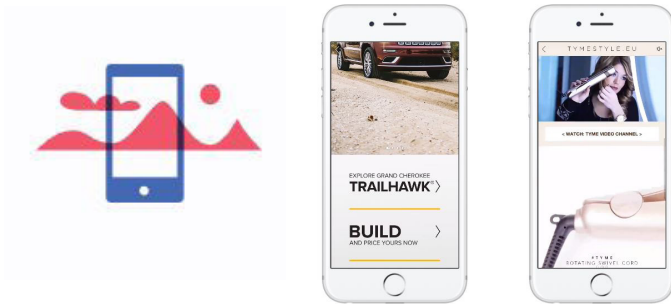 EXPLORE GRAND CHEROKEE
TRAILHAWK®
BUILD
AND PRICE YOURS NOW
TYMESTYLE.EU
< WATCH: TYME VIDEO CHANNEL >
#TYME
ROTATING SWIVEL CORD